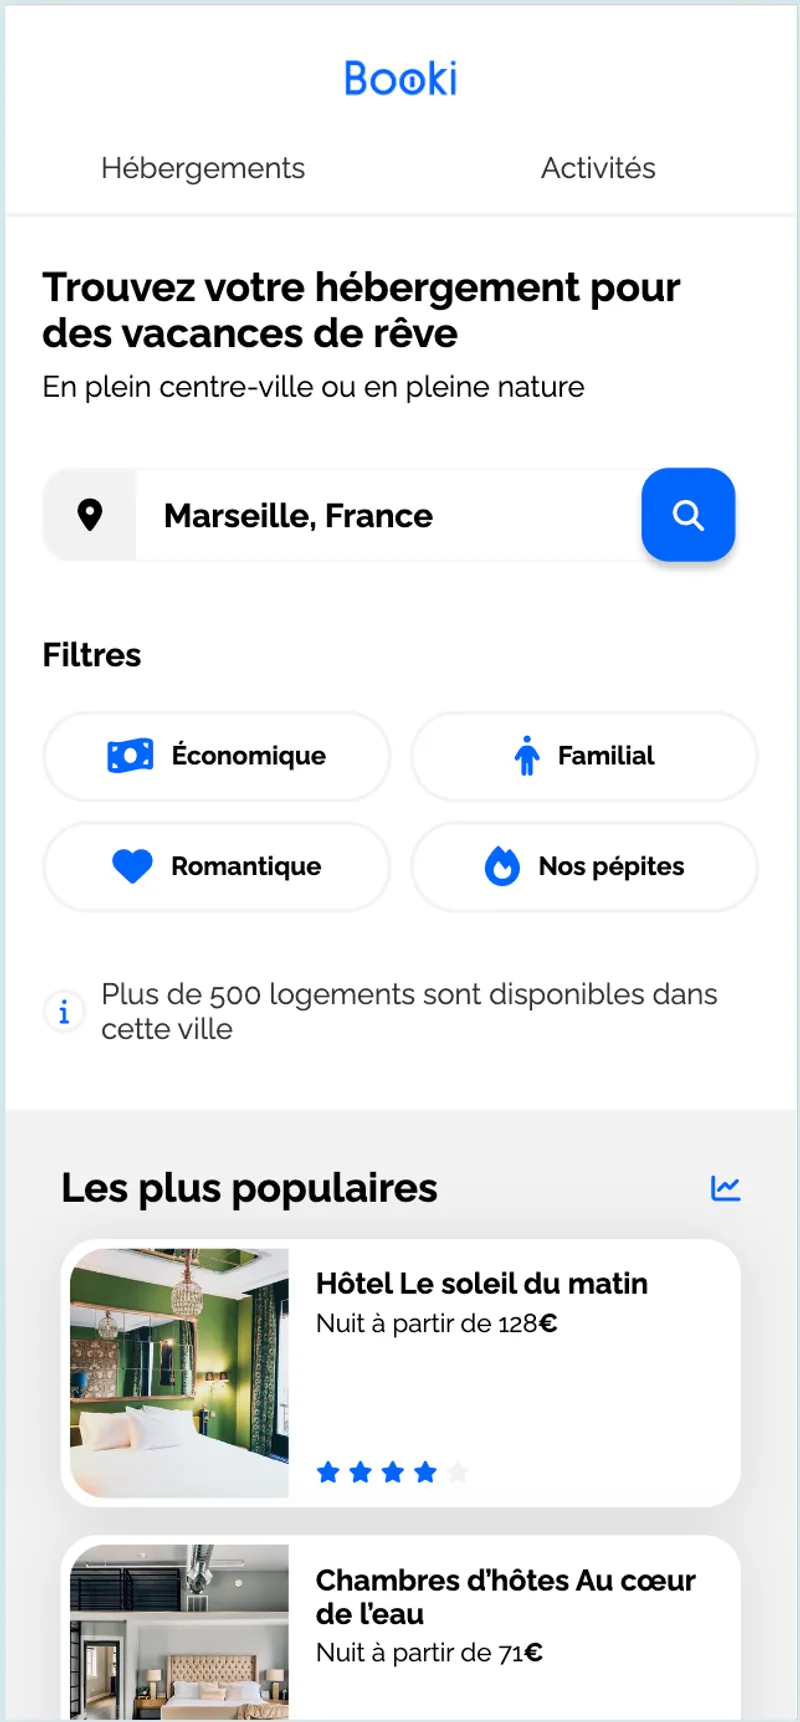 Booki
Hébergements
Activités
Trouvez votre hébergement pour
des vacances de rêve
En plein centre-ville ou en pleine nature
Marseille, France
Filtres
Économique
Familial
Romantique
Nos pépites
Plus de 500 logements sont disponibles dans
cette ville
Les plus populaires
Hôtel Le soleil du matin
Nuit à partir de 128€
Chambres d'hôtes Au cœur
de l'eau
Nuit à partir de 71€